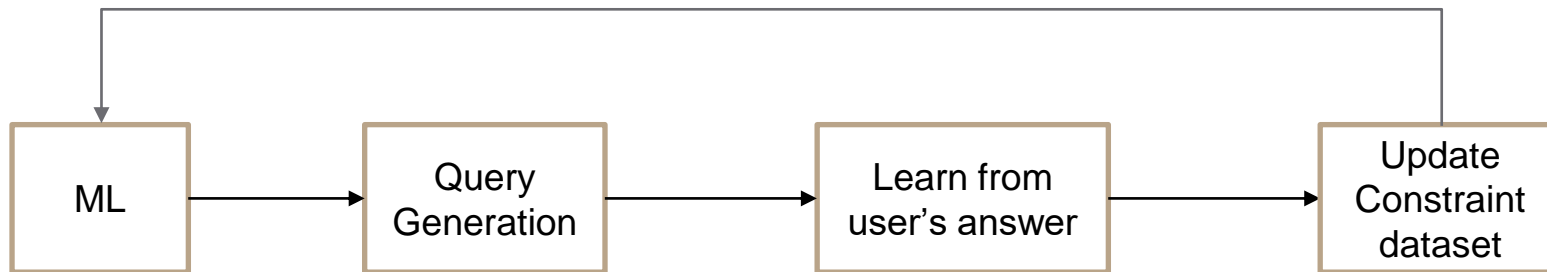 ML
Query
Generation
Learn from
user’s answer
Update
Constraint
dataset